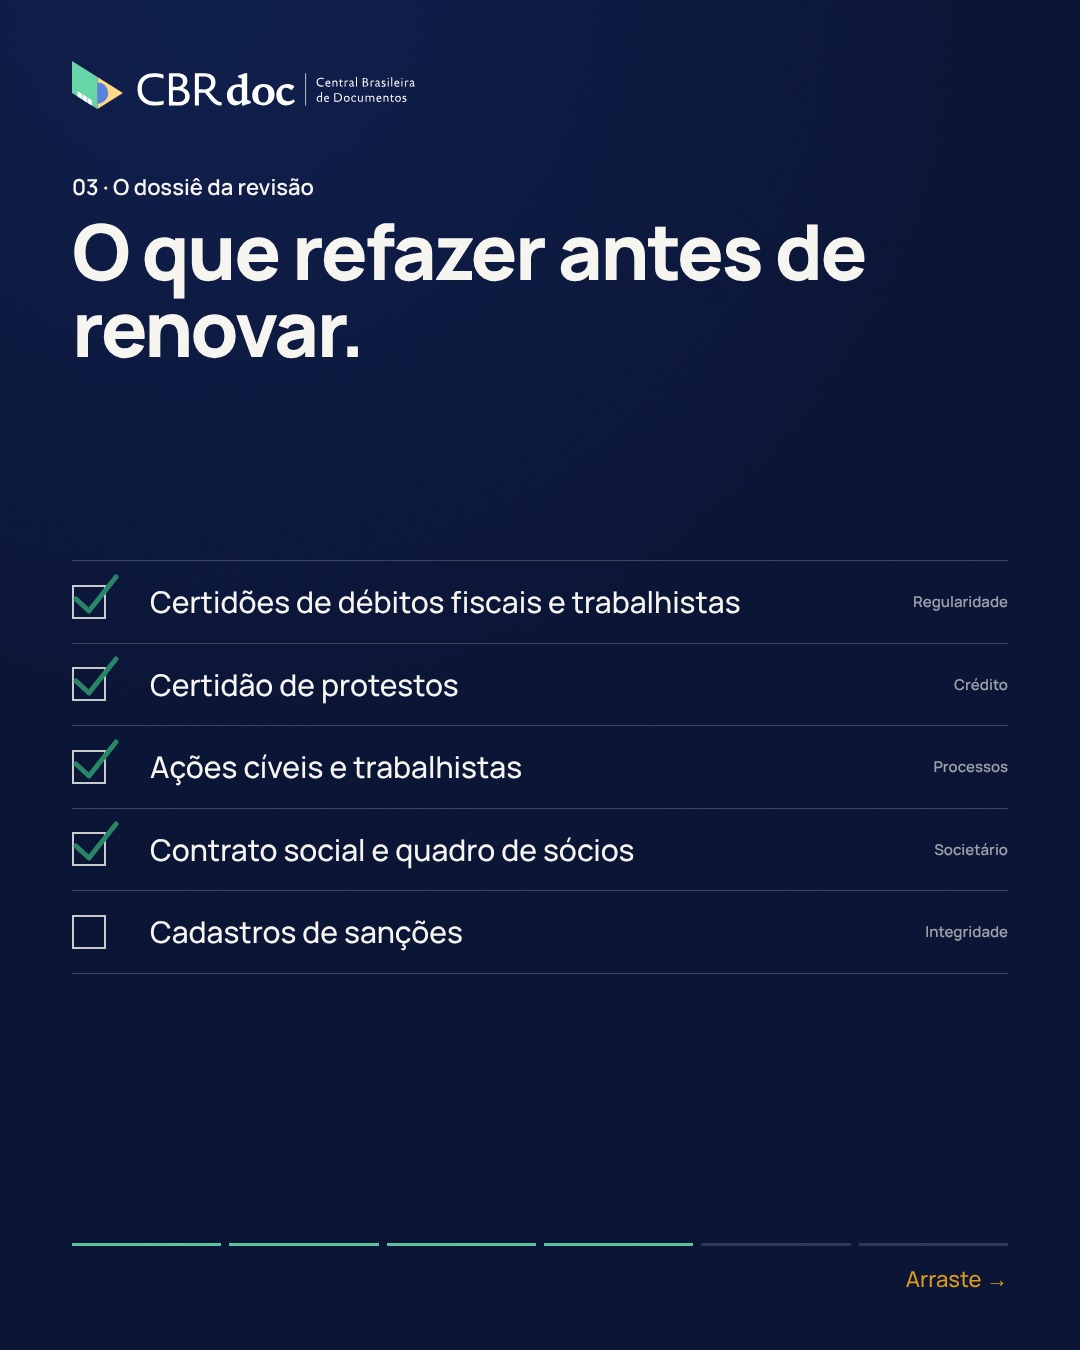 CBRdoc
Central Brasileira
de Documentos
03 · O dossiê da revisão
O que refazer antes de
renovar.
Certidões de débitos fiscais e trabalhistas
Regularidade
Certidão de protestos
Crédito
Ações cíveis e trabalhistas
Processos
Contrato social e quadro de sócios
Societário
Cadastros de sanções
Integridade
Arraste →